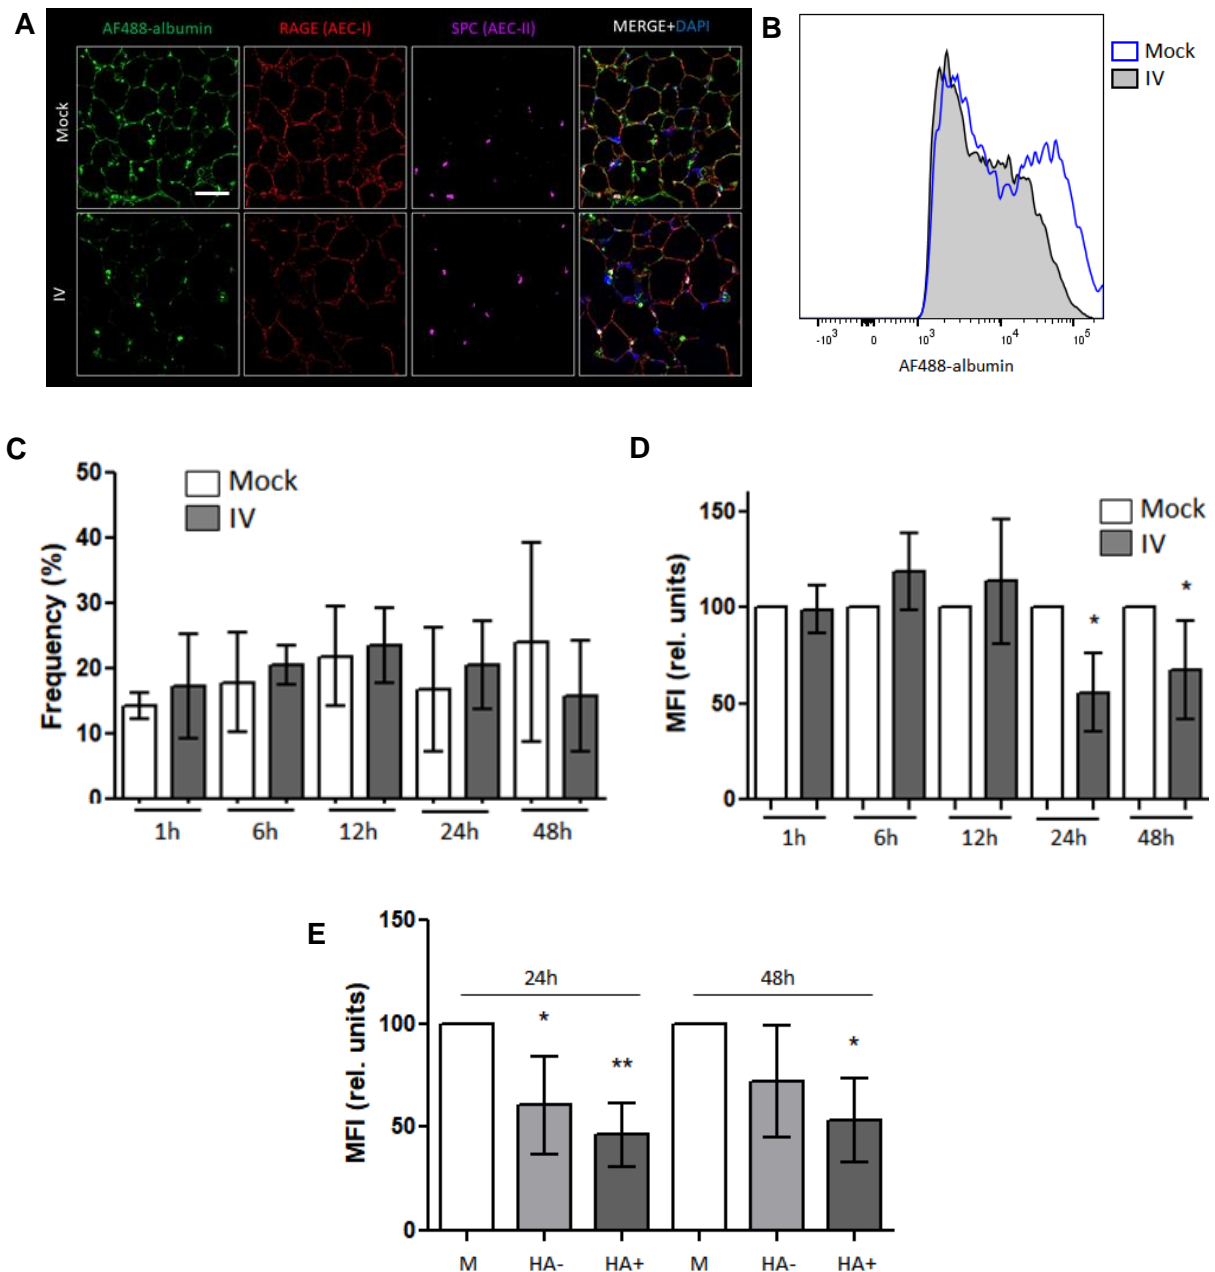 A
AF488-albumin
RAGE (AEC-I)
SPC (AEC-II)
MERGE+DAPI
Mock
IV
B
Mock
IV
-10³ 0 10³ 10⁴ 10⁵
AF488-albumin
C
Mock
IV
Frequency (%)
50
40
30
20
10
0
1h 6h 12h 24h 48h
D
Mock
IV
MFI (rel. units)
150
100
50
0
*
*
1h 6h 12h 24h 48h
E
MFI (rel. units)
150
100
50
0
24h 48h
*
**
*
M HA- HA+ M HA- HA+